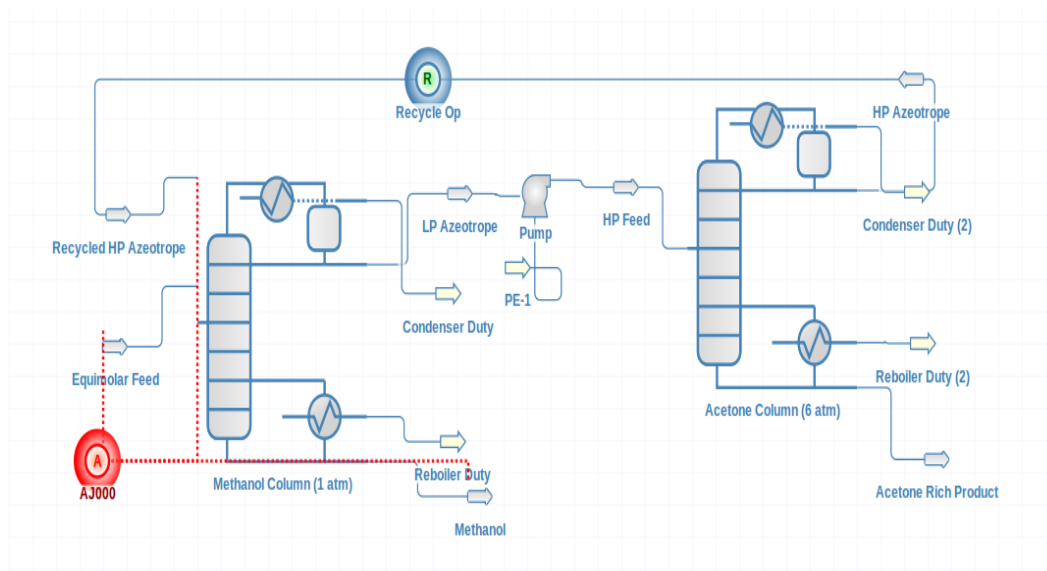 R
Recycle Op
HP Azeotrope
Recycled HP Azeotrope
LP Azeotrope
Pump
HP Feed
Condenser Duty (2)
PE-1
Condenser Duty
Equimolar Feed
Reboiler Duty (2)
Acetone Column (6 atm)
A
AJ000
Methanol Column (1 atm)
Reboiler Duty
Methanol
Acetone Rich Product